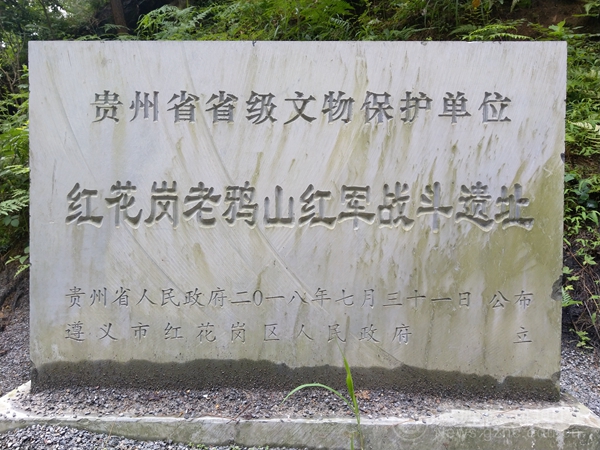 贵州省省级文物保护单位
红花岗老鸦山红军战斗遗址
贵州省人民政府二〇一八年七月三十一日 公布
遵义市红花岗区人民政府 立